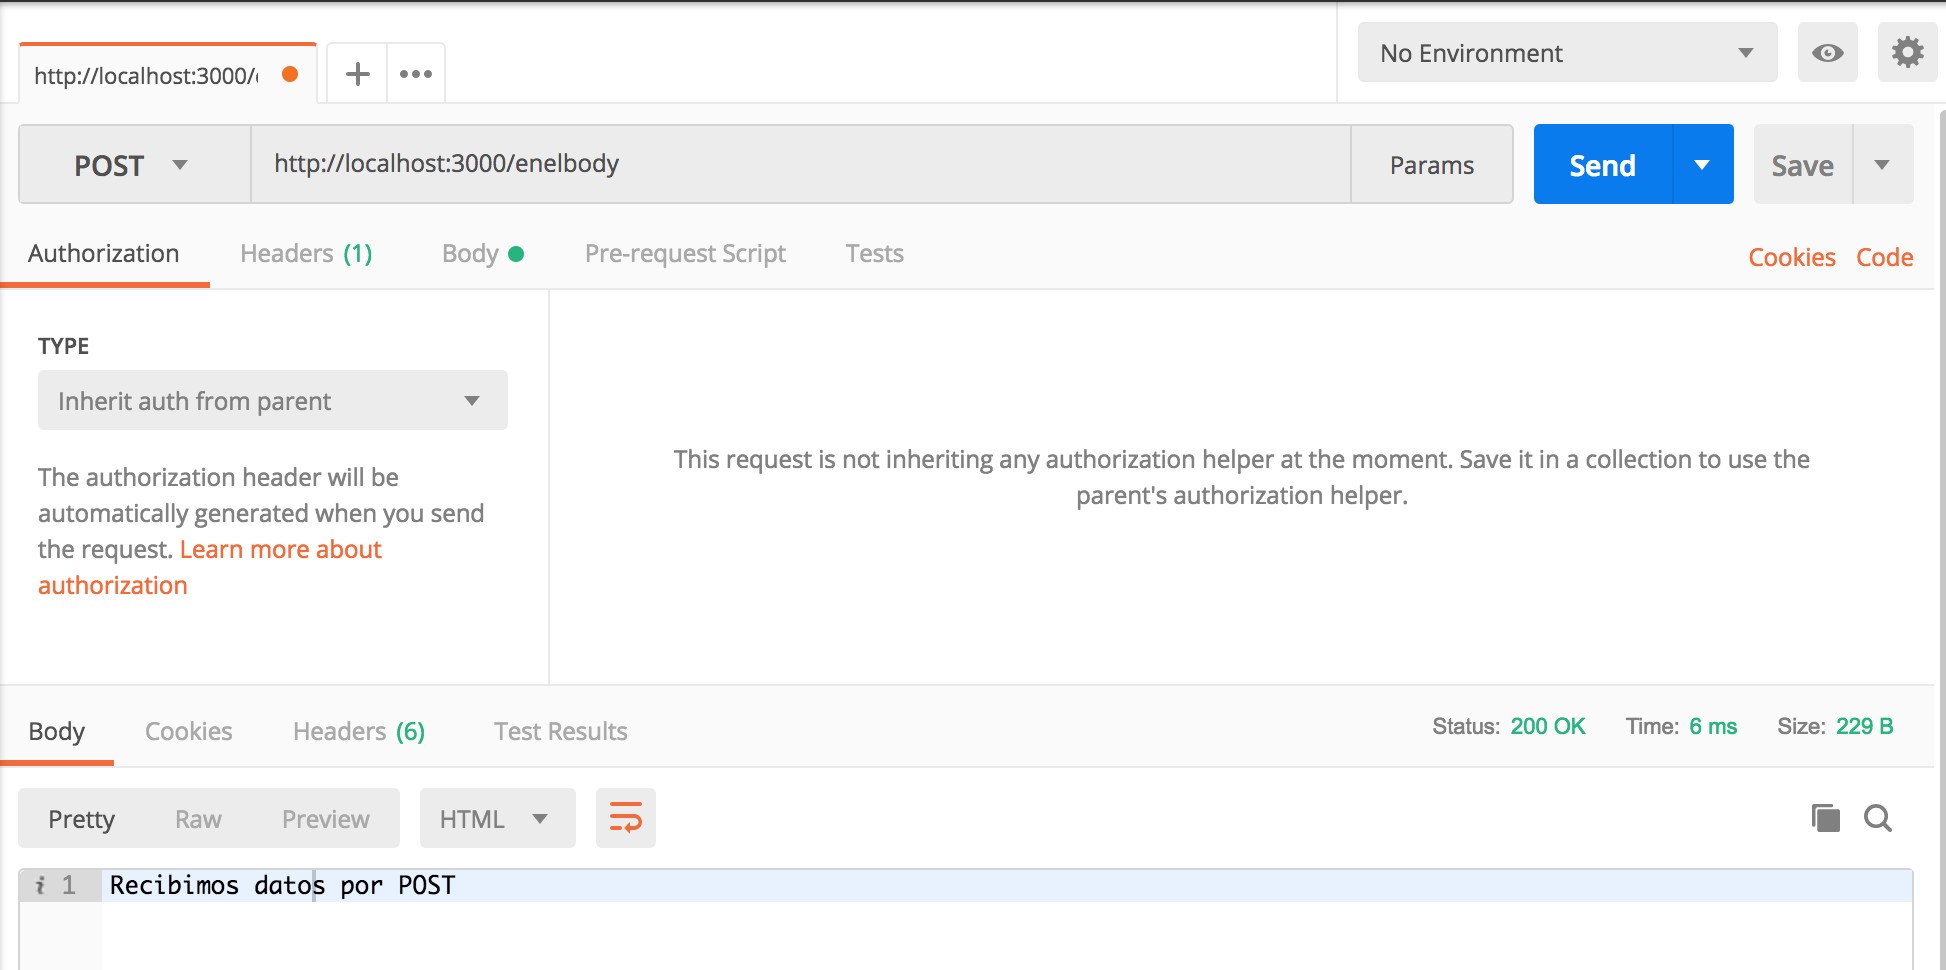 http://localhost:3000/
No Environment
POST
http://localhost:3000/enelbody
Params
Send
Save
Authorization
Headers (1)
Body
Pre-request Script
Tests
Cookies
Code
TYPE
Inherit auth from parent
The authorization header will be
automatically generated when you send
the request. Learn more about
authorization
This request is not inheriting any authorization helper at the moment. Save it in a collection to use the
parent's authorization helper.
Body
Cookies
Headers (6)
Test Results
Status: 200 OK
Time: 6 ms
Size: 229 B
Pretty
Raw
Preview
HTML
i 1
Recibimos datos por POST